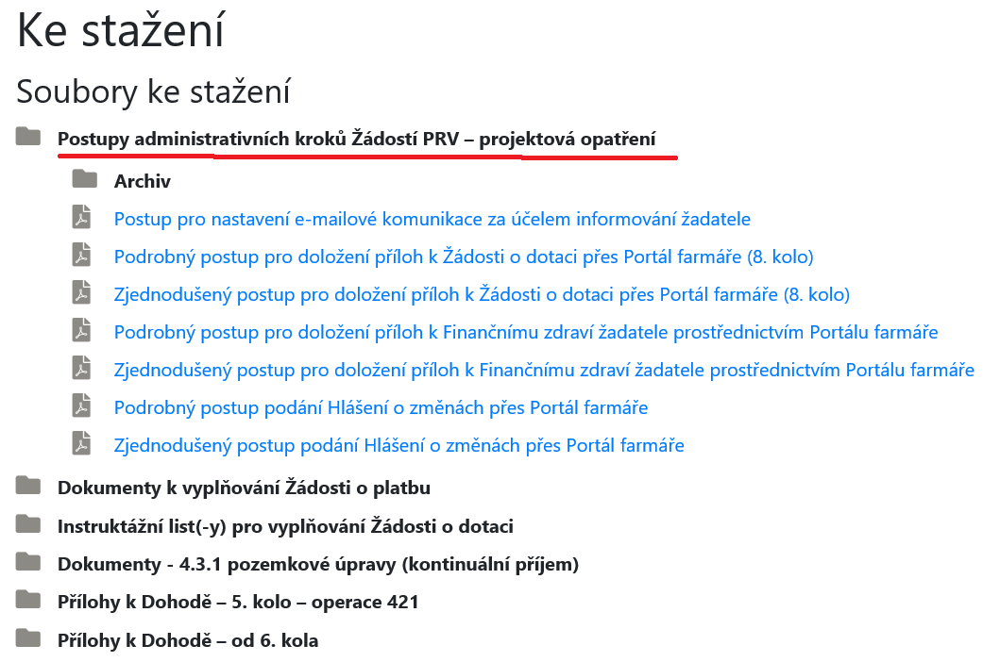 Ke stažení
Soubory ke stažení
Postupy administrativních kroků Žádostí PRV – projektová opatření
Archiv
Postup pro nastavení e-mailové komunikace za účelem informování žadatele
Podrobný postup pro doložení příloh k Žádosti o dotaci přes Portál farmáře (8. kolo)
Zjednodušený postup pro doložení příloh k Žádosti o dotaci přes Portál farmáře (8. kolo)
Podrobný postup pro doložení příloh k Finančnímu zdraví žadatele prostřednictvím Portálu farmáře
Zjednodušený postup pro doložení příloh k Finančnímu zdraví žadatele prostřednictvím Portálu farmáře
Podrobný postup podání Hlášení o změnách přes Portál farmáře
Zjednodušený postup podání Hlášení o změnách přes Portál farmáře
Dokumenty k vyplňování Žádosti o platbu
Instruktážní list(-y) pro vyplňování Žádosti o dotaci
Dokumenty - 4.3.1 pozemkové úpravy (kontinuální příjem)
Přílohy k Dohodě – 5. kolo – operace 421
Přílohy k Dohodě – od 6. kola